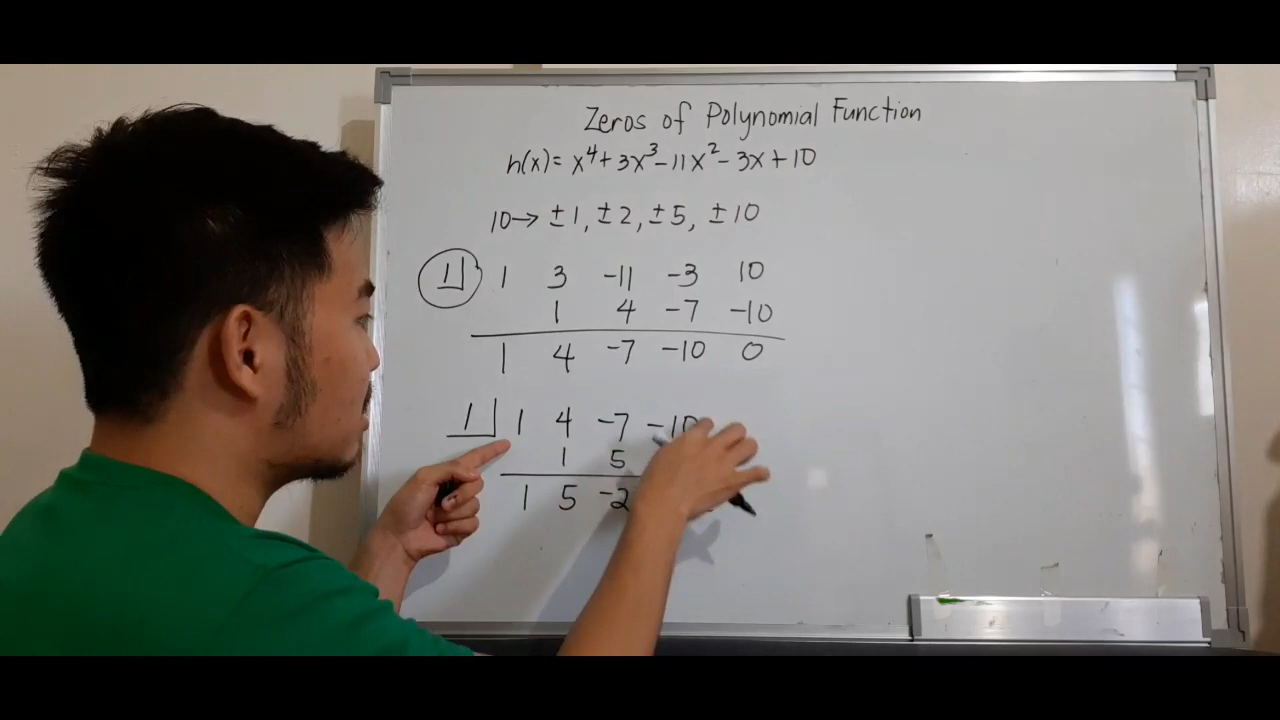 Zeros of Polynomial Function
h(x) = x⁴ + 3x³ - 11x² - 3x + 10
10 → ± 1, ± 2, ± 5, ± 10
1 1 3 -11 -3 10
1 4 -7 -10
1 4 -7 -10 0
1 1 4 -7 -10
1 5
1 5 -2